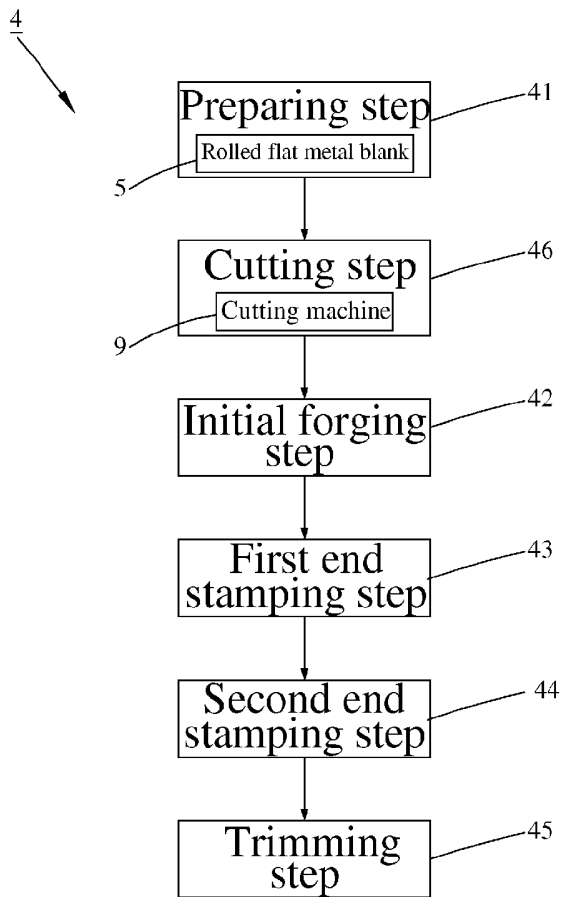 4
Preparing step
41
Rolled flat metal blank
5
Cutting step
46
Cutting machine
9
Initial forging
step
42
First end
stamping step
43
Second end
stamping step
44
Trimming
step
45